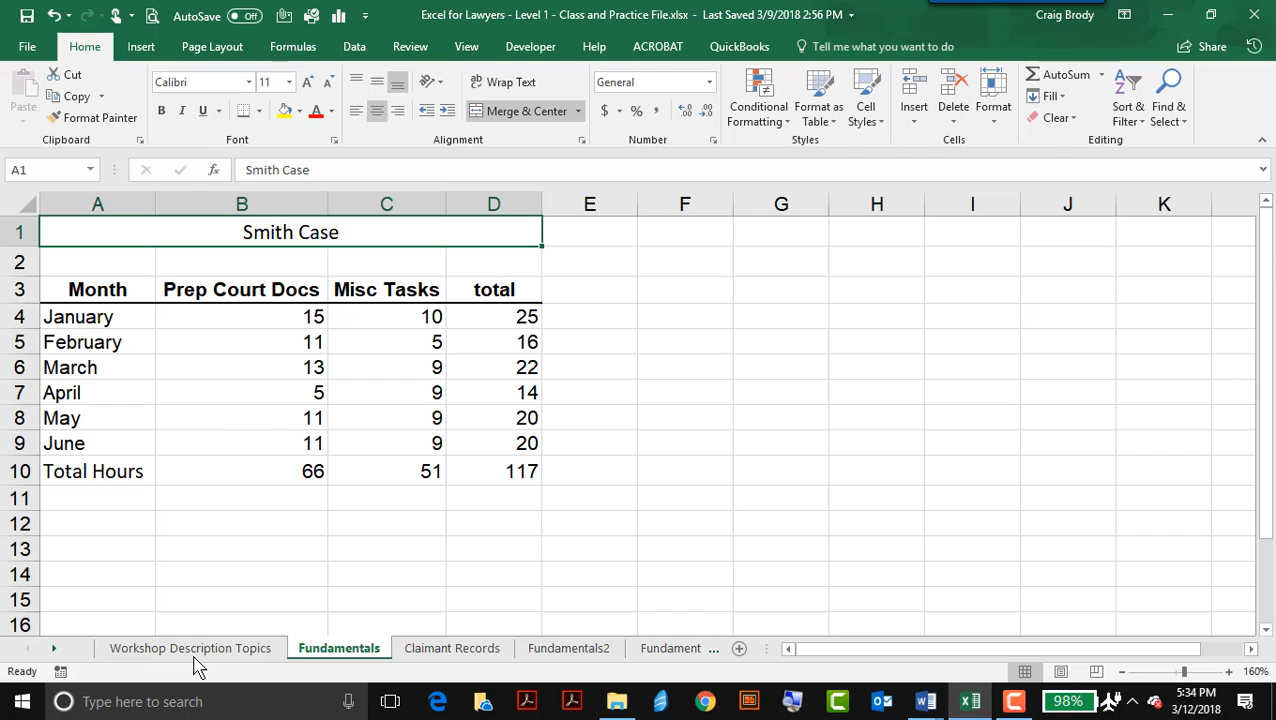 AutoSave Off Excel for Lawyers - Level 1 - Class and Practice File.xlsx - Last Saved 3/9/2018 2:56 PM Craig Brody
File Home Insert Page Layout Formulas Data Review View Developer Help ACROBAT QuickBooks Tell me what you want to do Share
Paste Cut Calibri 11 Wrap Text General Conditional Formatting Format as Table Cell Styles Insert Delete Format AutoSum Sort & Filter Find & Select
Copy B I U A Merge & Center $ % , Fill
Format Painter Clear
Clipboard Font Alignment Number Styles Cells Editing
A1 fx Smith Case
A B C D E F G H I J K
1 Smith Case
2
3 Month Prep Court Docs Misc Tasks total
4 January 15 10 25
5 February 11 5 16
6 March 13 9 22
7 April 5 9 14
8 May 11 9 20
9 June 11 9 20
10 Total Hours 66 51 117
11
12
13
14
15
16
Workshop Description Topics Fundamentals Claimant Records Fundamentals2 Fundament ...
Ready 160%
Type here to search 98% 5:34 PM
3/12/2018